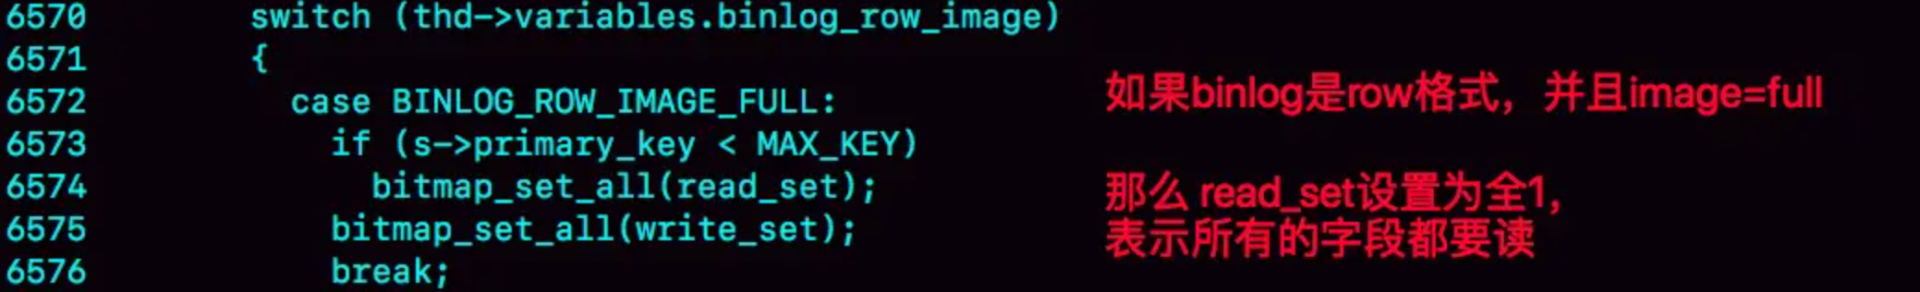 6570 switch (thd->variables.binlog_row_image)
6571 {
6572 case BINLOG_ROW_IMAGE_FULL:
如果binlog是row格式，并且image=full
6573 if (s->primary_key < MAX_KEY)
6574 bitmap_set_all(read_set);
那么 read_set设置为全1,
6575 bitmap_set_all(write_set);
表示所有的字段都要读
6576 break;